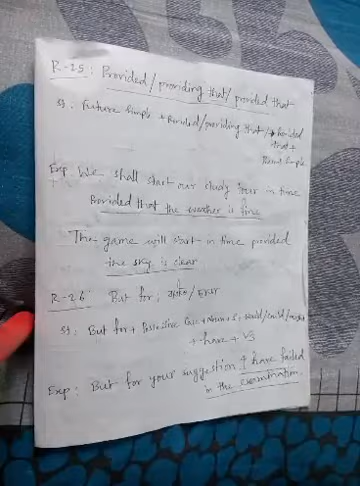 R-25: Provided/providing that/provided that
St: Future simple + Provided/providing that/provided
that +
Present simple
Exp: We shall start our study tour in time
Provided that the weather is fine
The game will start in time provided
the sky is clear
R-26: But for;
St: But for + Possessive Case + noun + S, would/could/might
+ have + V3
Exp: But for your suggestion I have failed
in the examination.